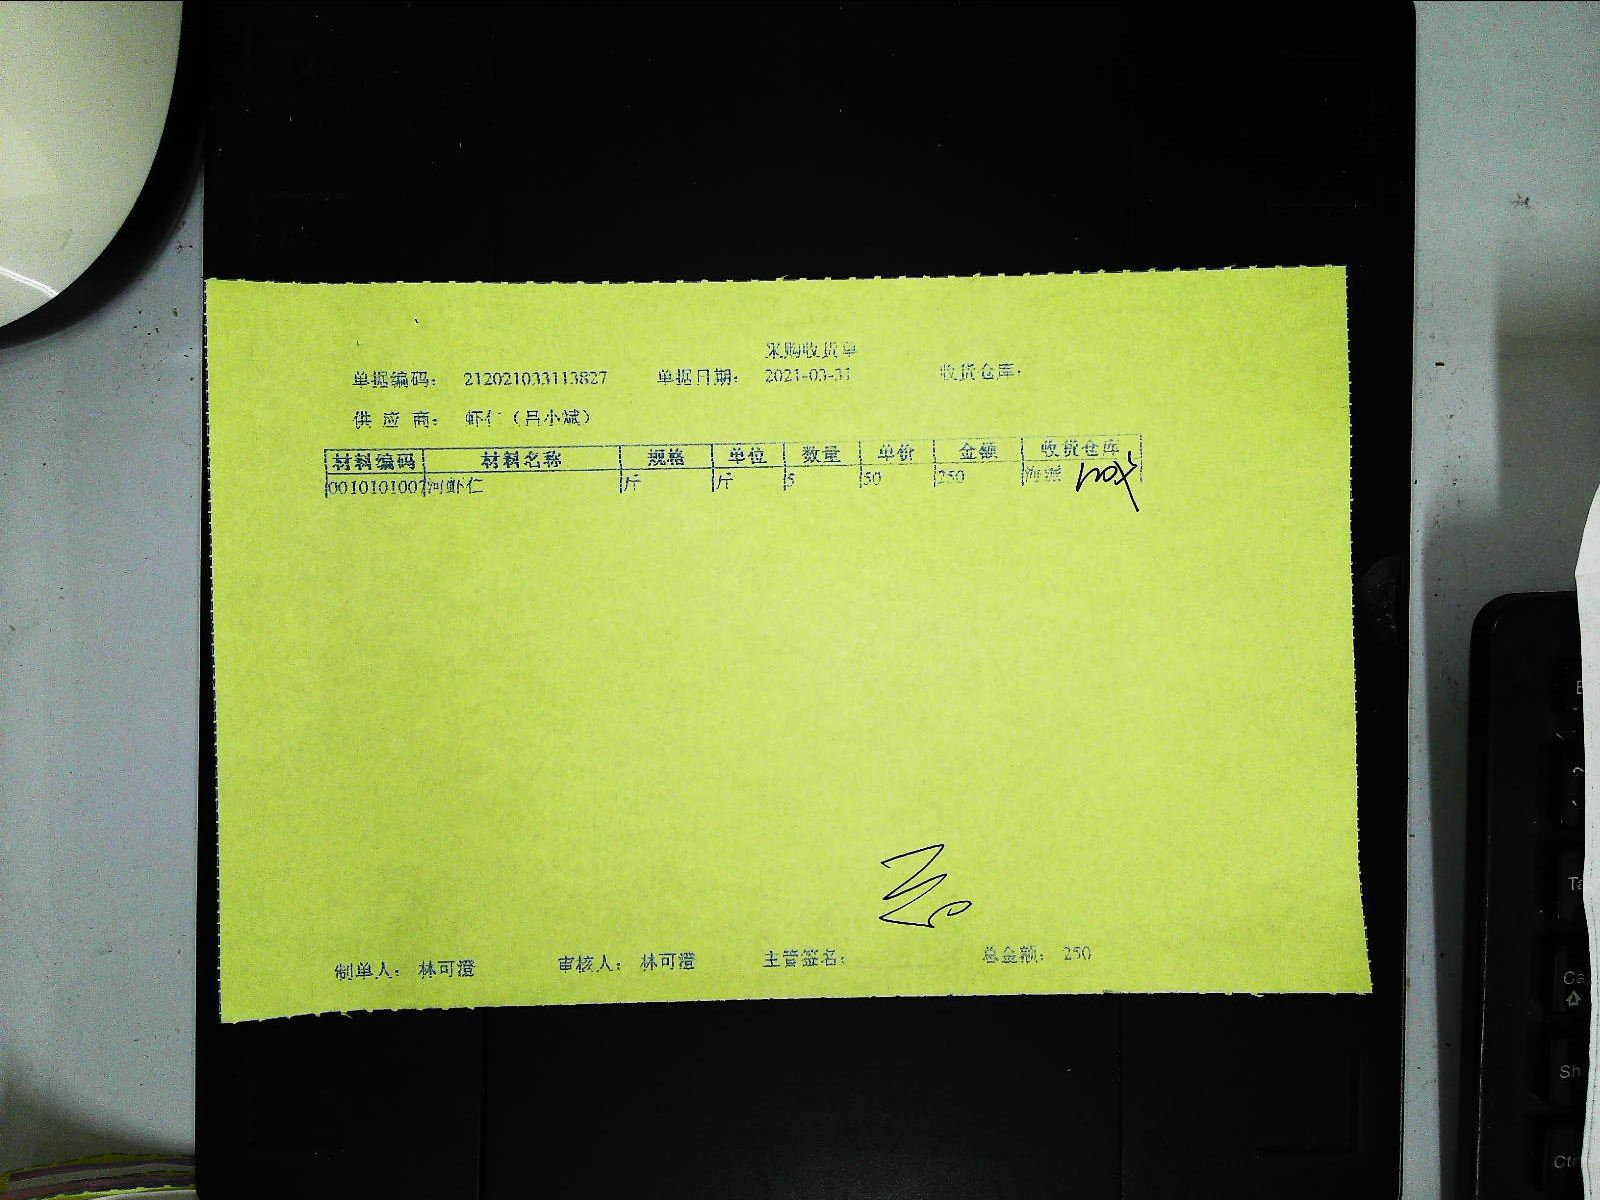 采购收货单
单据编码： 212021033113827 单据日期： 2021-03-31 收货仓库：
供 应 商： 虾仁（吕小斌）
材料编码 材料名称 规格 单位 数量 单价 金额 收货仓库
0010101007 河虾仁 斤 斤 5 50 250 海派
制单人： 林可澄 审核人： 林可澄 主管签名： 总金额： 250